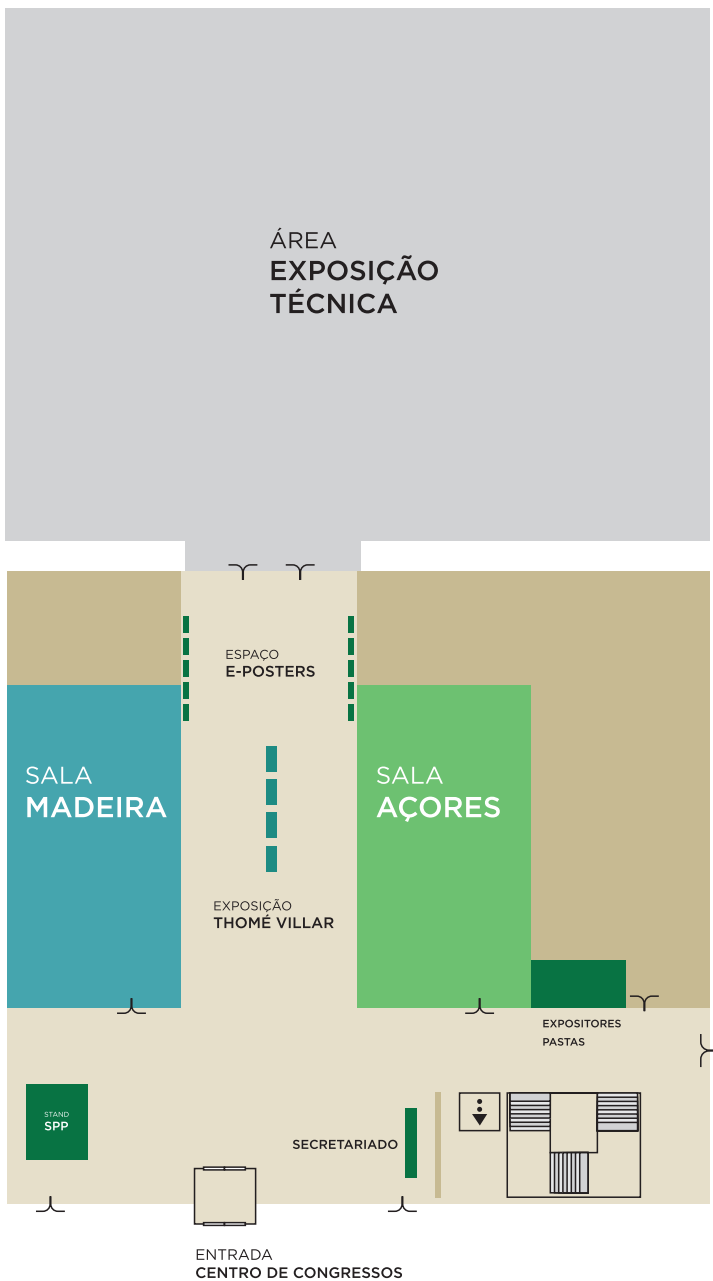 ÁREA
EXPOSIÇÃO
TÉCNICA
ESPAÇO
E-POSTERS
SALA
MADEIRA
SALA
AÇORES
EXPOSIÇÃO
THOMÉ VILLAR
EXPOSITORES
PASTAS
STAND
SPP
SECRETARIADO
ENTRADA
CENTRO DE CONGRESSOS